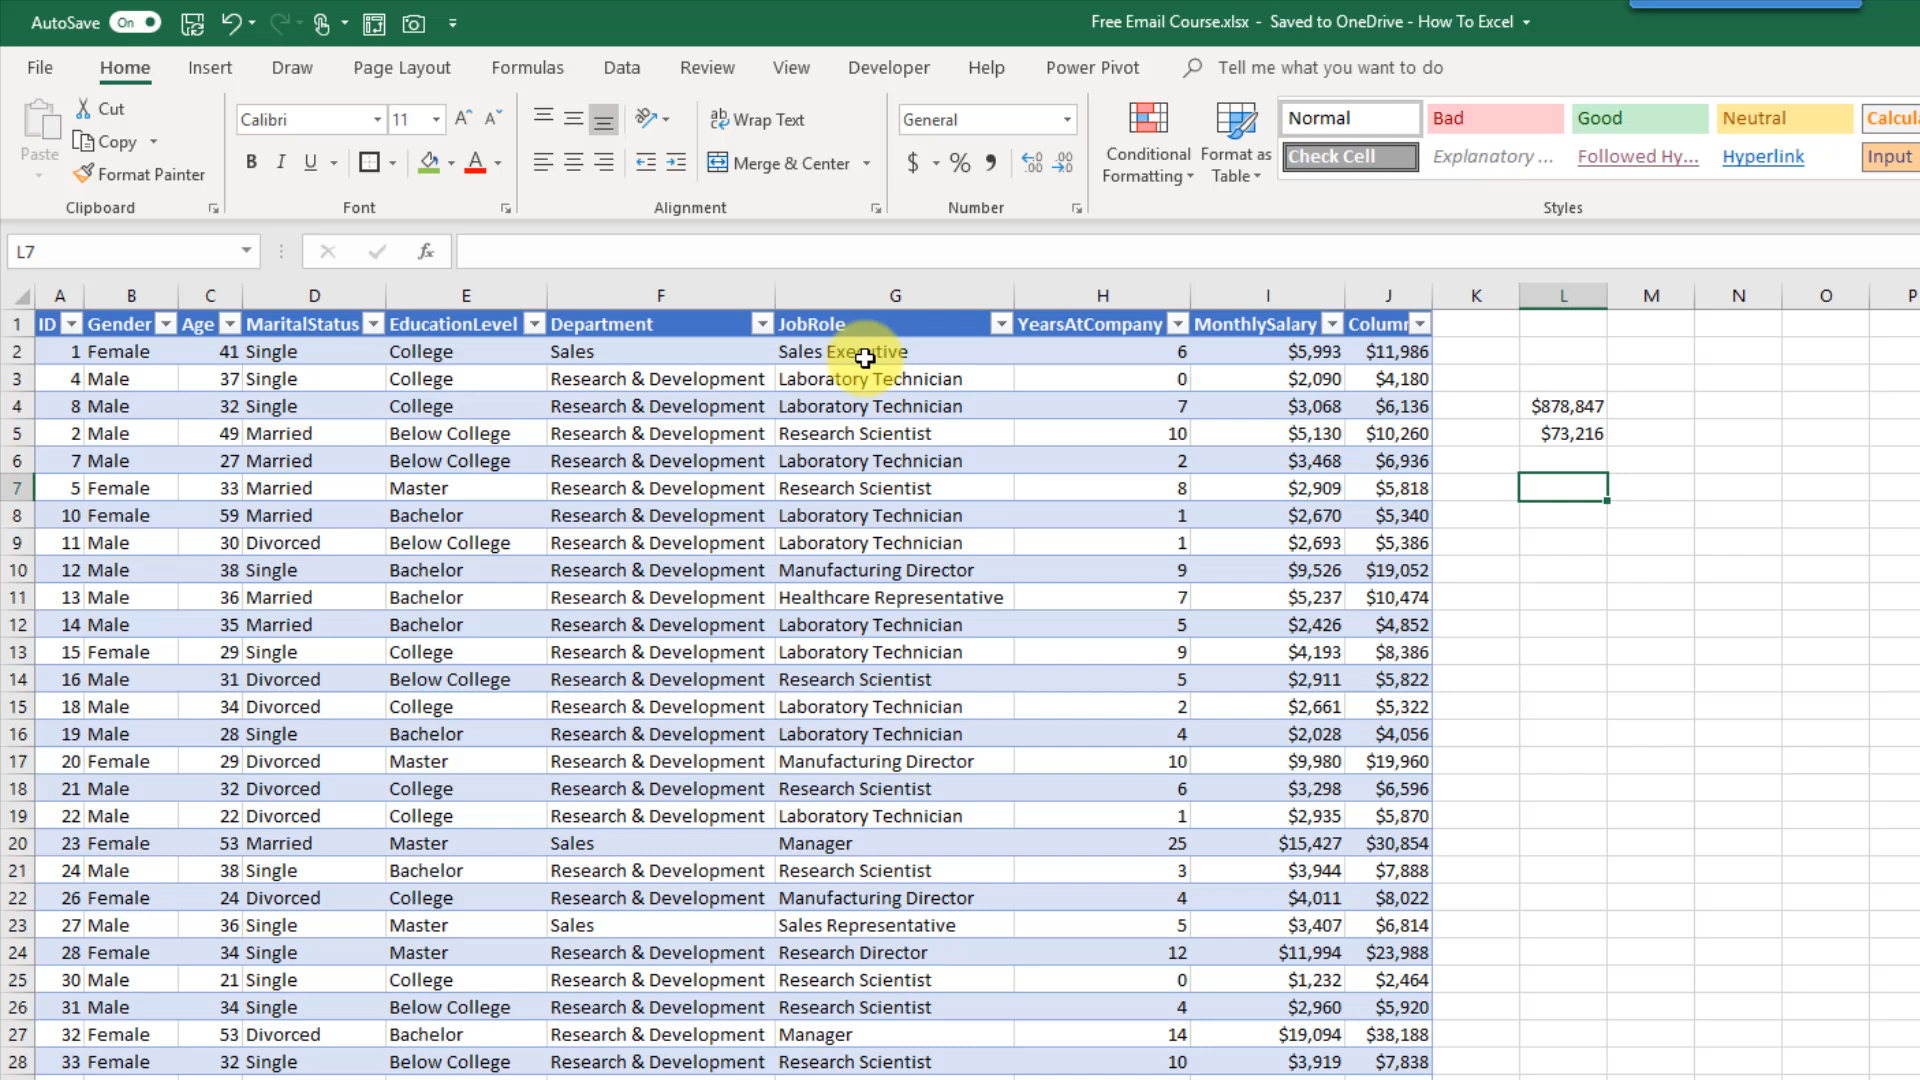 AutoSave On Free Email Course.xlsx - Saved to OneDrive - How To Excel
File Home Insert Draw Page Layout Formulas Data Review View Developer Help Power Pivot Tell me what you want to do
Paste Cut Copy Format Painter
Calibri 11 B I U A
ab Wrap Text Merge & Center
General $ % 9 .00
Conditional Formatting Format as Table
Normal Bad Good Neutral Calcula
Check Cell Explanatory ... Followed Hy... Hyperlink Input
Clipboard Font Alignment Number Styles
L7 fx
A B C D E F G H I J K L M N O P
1 ID Gender Age MaritalStatus EducationLevel Department JobRole YearsAtCompany MonthlySalary Column
2 1 Female 41 Single College Sales Sales Executive 6 $5,993 $11,986
3 4 Male 37 Single College Research & Development Laboratory Technician 0 $2,090 $4,180
4 8 Male 32 Single College Research & Development Laboratory Technician 7 $3,068 $6,136 $878,847
5 2 Male 49 Married Below College Research & Development Research Scientist 10 $5,130 $10,260 $73,216
6 7 Male 27 Married Below College Research & Development Laboratory Technician 2 $3,468 $6,936
7 5 Female 33 Married Master Research & Development Research Scientist 8 $2,909 $5,818
8 10 Female 59 Married Bachelor Research & Development Laboratory Technician 1 $2,670 $5,340
9 11 Male 30 Divorced Below College Research & Development Laboratory Technician 1 $2,693 $5,386
10 12 Male 38 Single Bachelor Research & Development Manufacturing Director 9 $9,526 $19,052
11 13 Male 36 Married Bachelor Research & Development Healthcare Representative 7 $5,237 $10,474
12 14 Male 35 Married Bachelor Research & Development Laboratory Technician 5 $2,426 $4,852
13 15 Female 29 Single College Research & Development Laboratory Technician 9 $4,193 $8,386
14 16 Male 31 Divorced Below College Research & Development Research Scientist 5 $2,911 $5,822
15 18 Male 34 Divorced College Research & Development Laboratory Technician 2 $2,661 $5,322
16 19 Male 28 Single Bachelor Research & Development Laboratory Technician 4 $2,028 $4,056
17 20 Female 29 Divorced Master Research & Development Manufacturing Director 10 $9,980 $19,960
18 21 Male 32 Divorced College Research & Development Research Scientist 6 $3,298 $6,596
19 22 Male 22 Divorced College Research & Development Laboratory Technician 1 $2,935 $5,870
20 23 Female 53 Married Master Sales Manager 25 $15,427 $30,854
21 24 Male 38 Single Bachelor Research & Development Research Scientist 3 $3,944 $7,888
22 26 Female 24 Divorced College Research & Development Manufacturing Director 4 $4,011 $8,022
23 27 Male 36 Single Master Sales Sales Representative 5 $3,407 $6,814
24 28 Female 34 Single Master Research & Development Research Director 12 $11,994 $23,988
25 30 Male 21 Single College Research & Development Research Scientist 0 $1,232 $2,464
26 31 Male 34 Single Below College Research & Development Research Scientist 4 $2,960 $5,920
27 32 Female 53 Divorced Bachelor Research & Development Manager 14 $19,094 $38,188
28 33 Female 32 Single Below College Research & Development Research Scientist 10 $3,919 $7,838